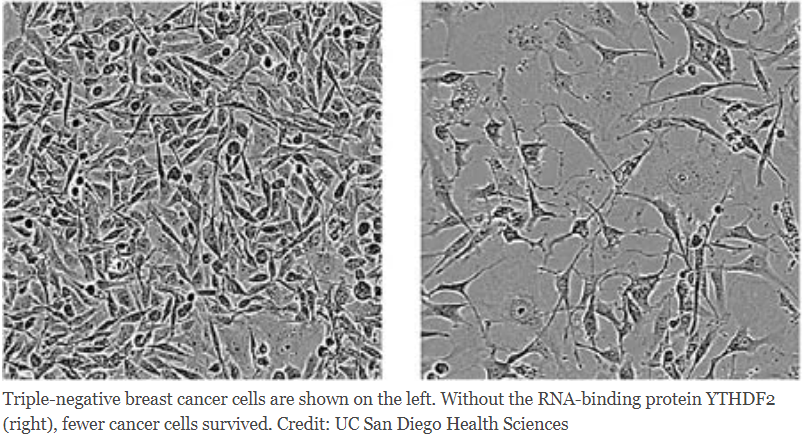 Triple-negative breast cancer cells are shown on the left. Without the RNA-binding protein YTHDF2
(right), fewer cancer cells survived. Credit: UC San Diego Health Sciences